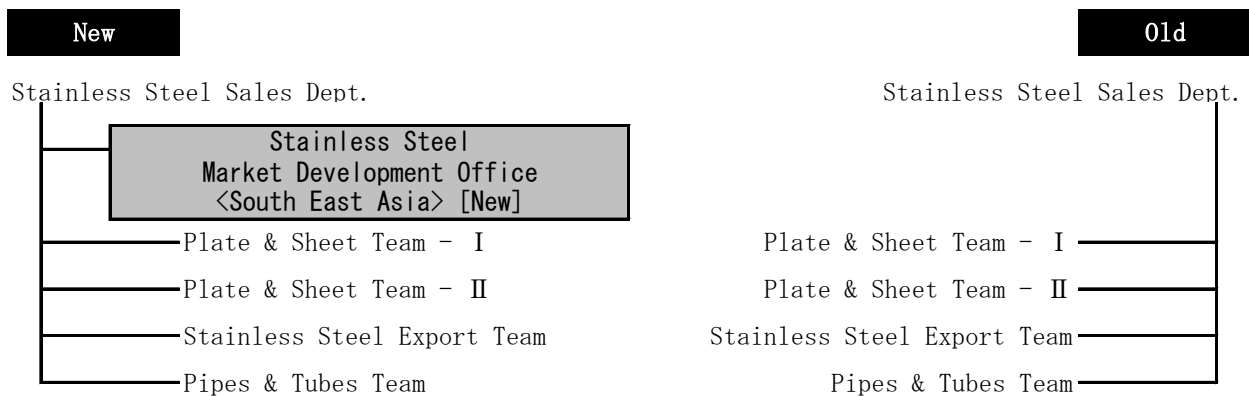 New
Old
Stainless Steel Sales Dept.
Stainless Steel Sales Dept.
Stainless Steel
Market Development Office
<South East Asia> [New]
Plate & Sheet Team - Ⅰ
Plate & Sheet Team - Ⅰ
Plate & Sheet Team - Ⅱ
Plate & Sheet Team - Ⅱ
Stainless Steel Export Team
Stainless Steel Export Team
Pipes & Tubes Team
Pipes & Tubes Team